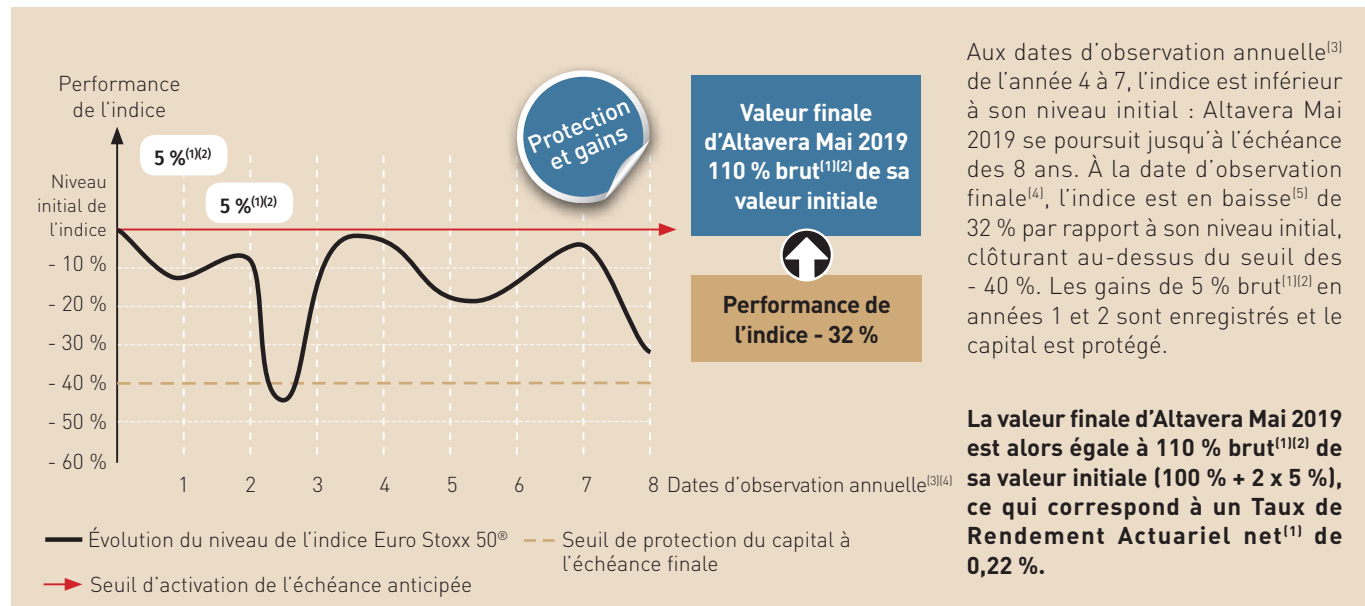 Performance
de l'indice
5 %(1)(2)
5 %(1)(2)
Niveau
initial de
l'indice
- 10 %
- 20 %
- 30 %
- 40 %
- 50 %
- 60 %
1 2 3 4 5 6 7 8 Dates d'observation annuelle(3)(4)
Protection
et gains
Valeur finale
d'Altavera Mai 2019
110 % brut(1)(2) de sa
valeur initiale
Performance de
l'indice - 32 %
Évolution du niveau de l'indice Euro Stoxx 50®
Seuil de protection du capital à
l'échéance finale
Seuil d'activation de l'échéance anticipée
Aux dates d'observation annuelle(3)
de l'année 4 à 7, l'indice est inférieur
à son niveau initial : Altavera Mai
2019 se poursuit jusqu'à l'échéance
des 8 ans. À la date d'observation
finale(4), l'indice est en baisse(5) de
32 % par rapport à son niveau initial,
clôturant au-dessus du seuil des
- 40 %. Les gains de 5 % brut(1)(2) en
années 1 et 2 sont enregistrés et le
capital est protégé.
La valeur finale d'Altavera Mai 2019
est alors égale à 110 % brut(1)(2) de
sa valeur initiale (100 % + 2 x 5 %),
ce qui correspond à un Taux de
Rendement Actuariel net(1) de
0,22 %.